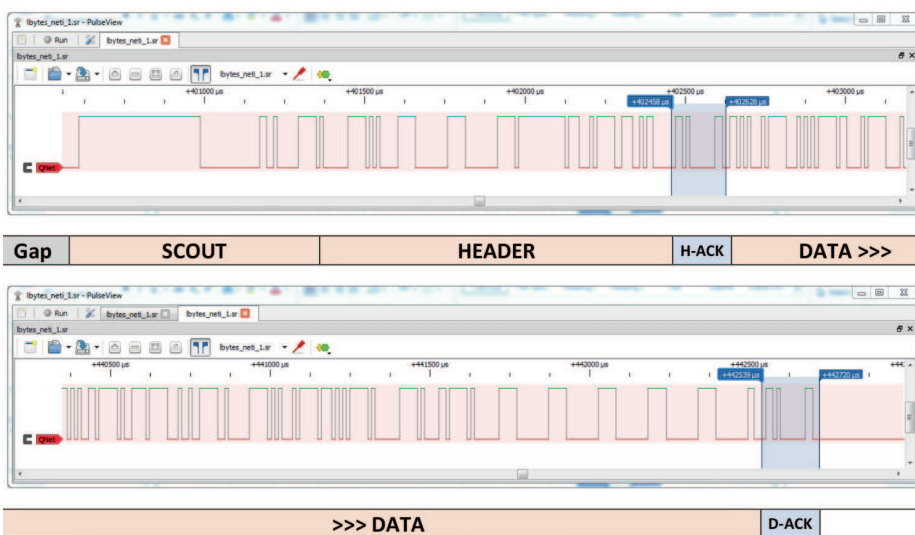 lbytes_neti_1.sr - PulseView
Run lbytes_neti_1.sr
lbytes_neti_1.sr
lbytes_neti_1.sr
+401000 µs +401500 µs +402000 µs +402500 µs +403000 µs
+402458 µs +402628 µs
QNet
Gap SCOUT HEADER H-ACK DATA >>>
lbytes_neti_1.sr - PulseView
Run lbytes_neti_1.sr lbytes_neti_1.sr
lbytes_neti_1.sr
lbytes_neti_1.sr
+440500 µs +441000 µs +441500 µs +442000 µs +442500 µs
+442539 µs +442720 µs
QNet
>>> DATA D-ACK